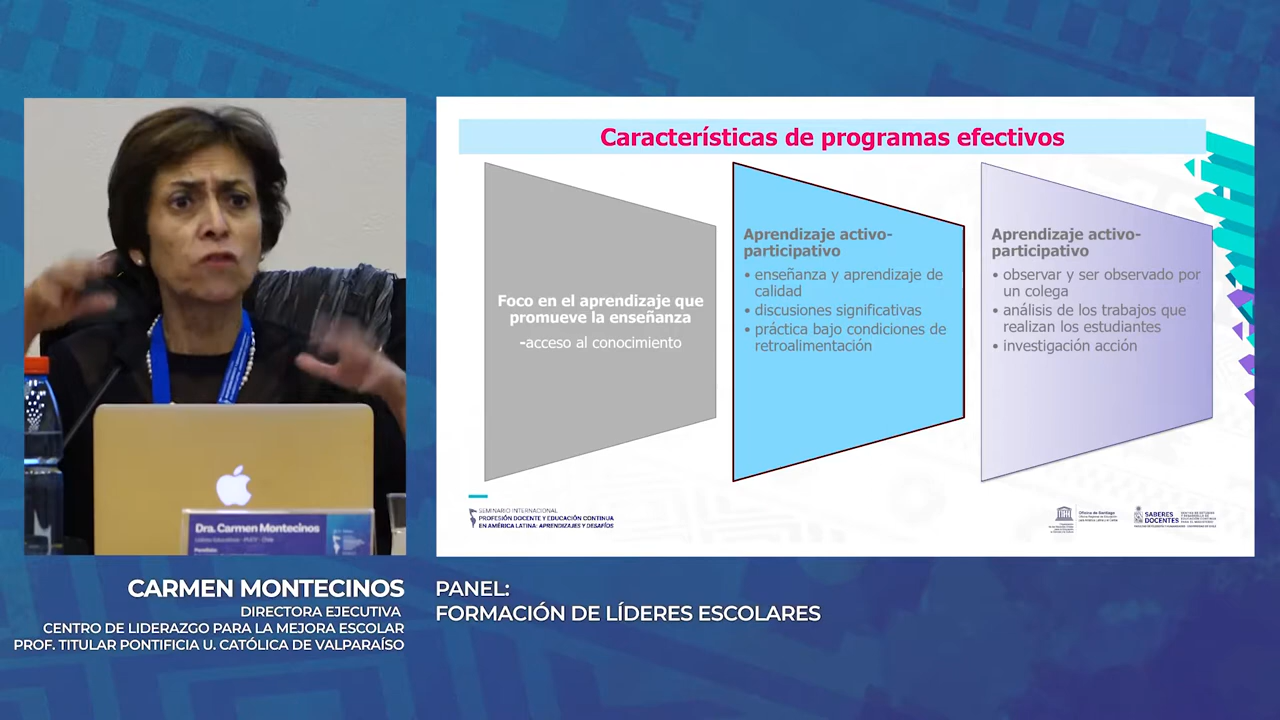 Características de programas efectivos
Foco en el aprendizaje que
promueve la enseñanza
-acceso al conocimiento
Aprendizaje activo-
participativo
• enseñanza y aprendizaje de
calidad
• discusiones significativas
• práctica bajo condiciones de
retroalimentación
Aprendizaje activo-
participativo
• observar y ser observado por
un colega
• análisis de los trabajos que
realizan los estudiantes
• investigación acción
SEMINARIO INTERNACIONAL
PROFESIÓN DOCENTE Y EDUCACIÓN CONTINUA
EN AMÉRICA LATINA: APRENDIZAJES Y DESAFÍOS
Oficina de Santiago
SABERES
DOCENTES
Dra. Carmen Montecinos
CARMEN MONTECINOS
DIRECTORA EJECUTIVA
CENTRO DE LIDERAZGO PARA LA MEJORA ESCOLAR
PROF. TITULAR PONTIFICIA U. CATÓLICA DE VALPARAÍSO
PANEL:
FORMACIÓN DE LÍDERES ESCOLARES